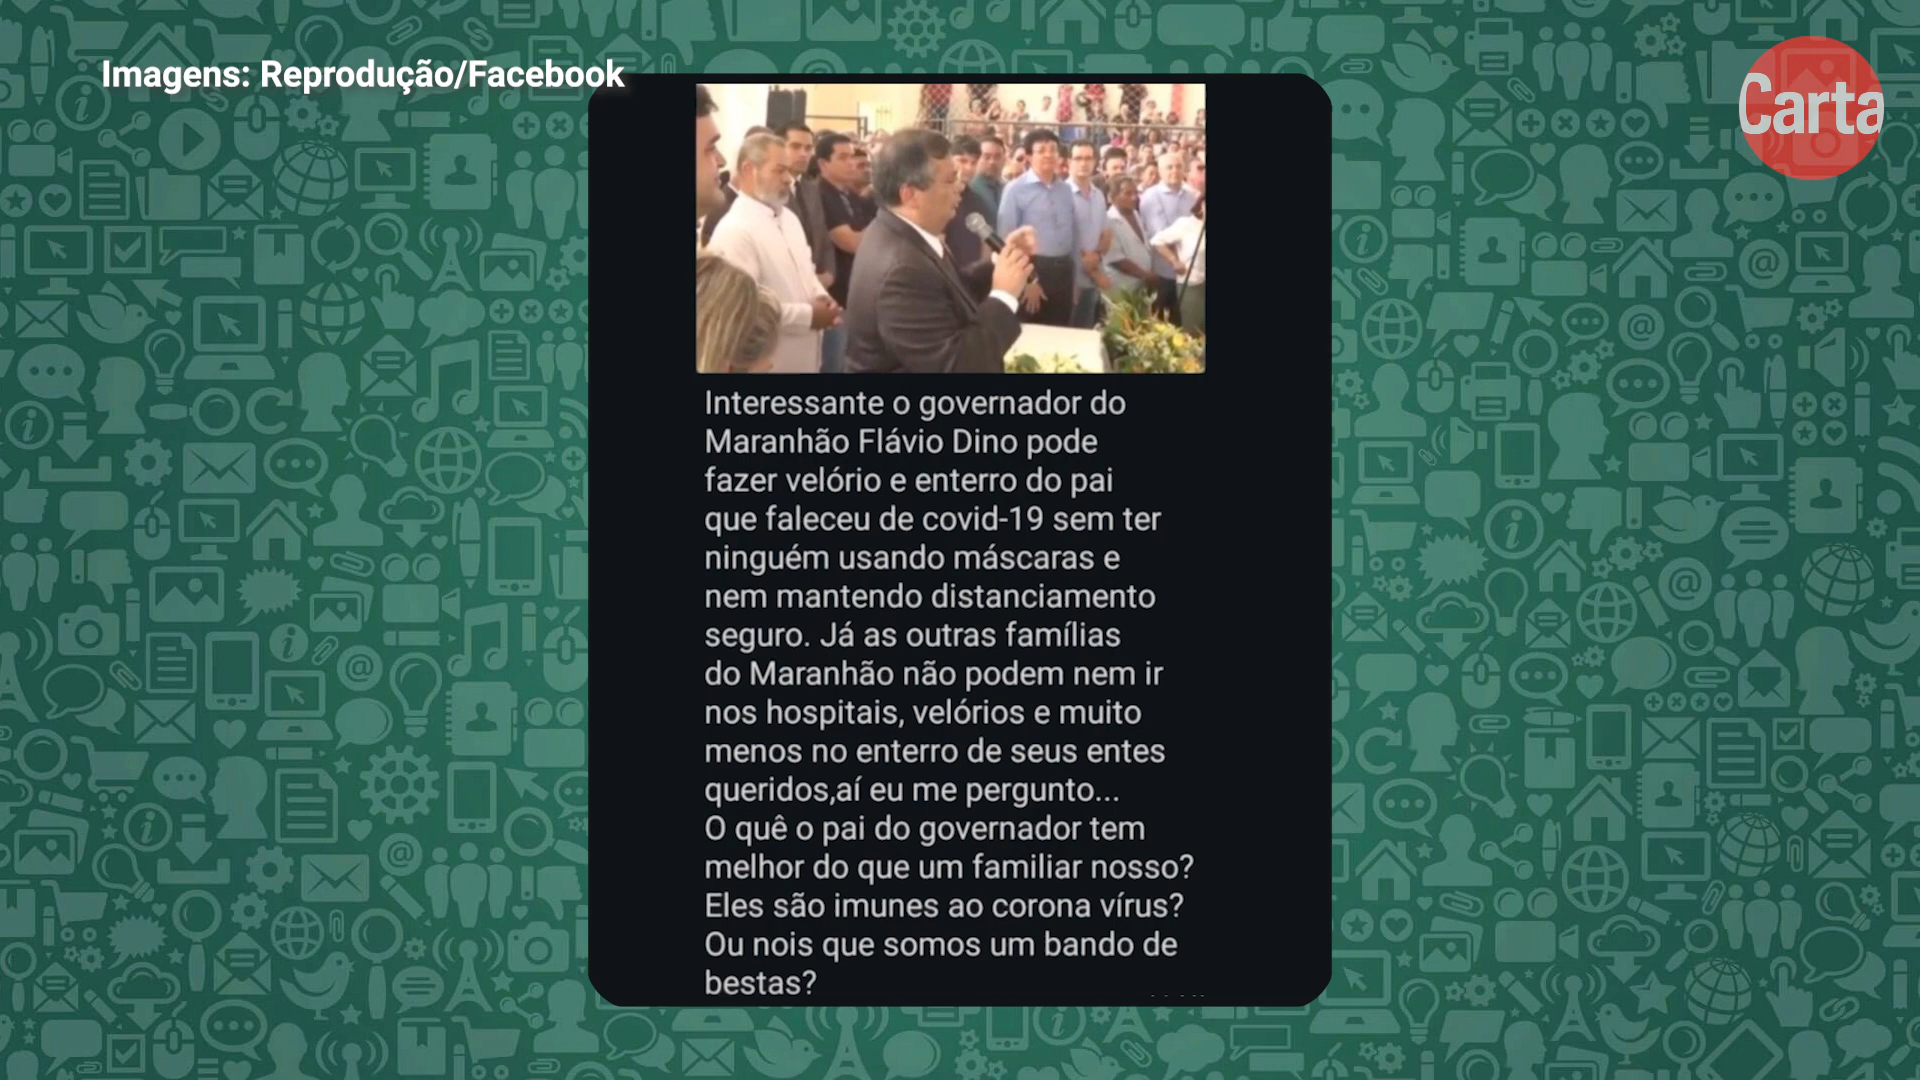 Imagens: Reprodução/Facebook
Carta
Interessante o governador do
Maranhão Flávio Dino pode
fazer velório e enterro do pai
que faleceu de covid-19 sem ter
ninguém usando máscaras e
nem mantendo distanciamento
seguro. Já as outras famílias
do Maranhão não podem nem ir
nos hospitais, velórios e muito
menos no enterro de seus entes
queridos,aí eu me pergunto...
O quê o pai do governador tem
melhor do que um familiar nosso?
Eles são imunes ao corona vírus?
Ou nois que somos um bando de
bestas?